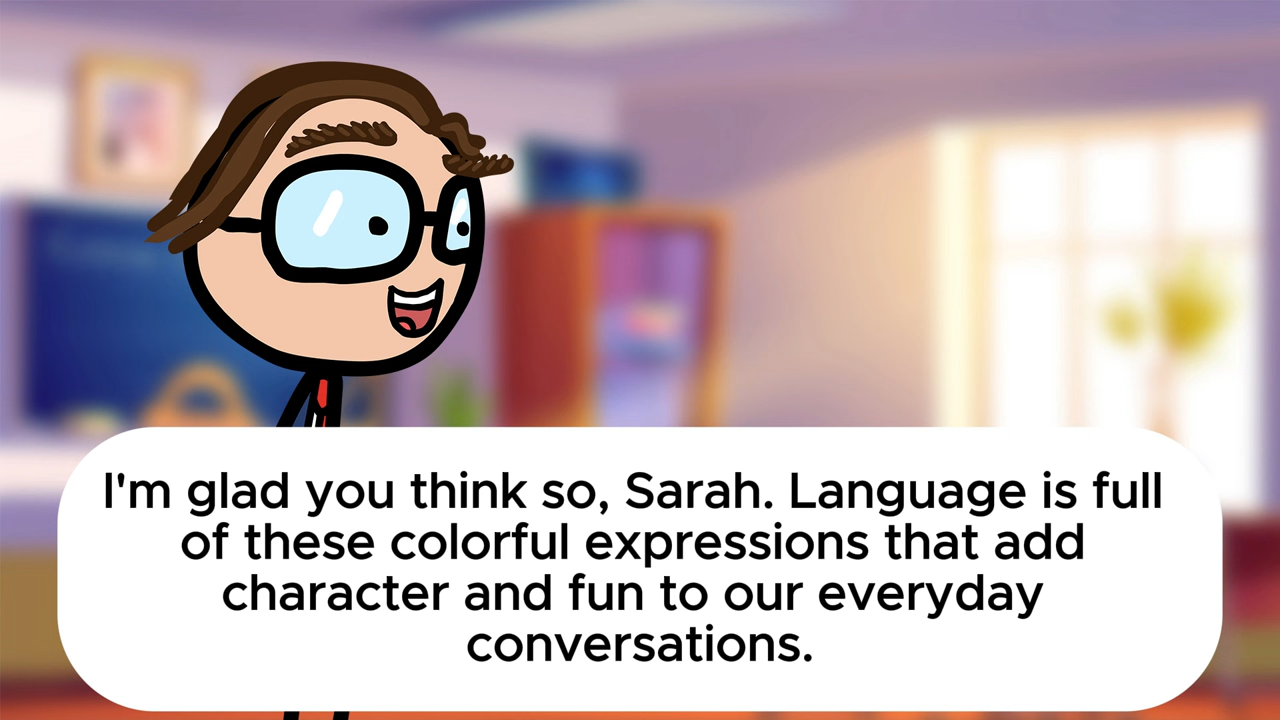 I'm glad you think so, Sarah. Language is full
of these colorful expressions that add
character and fun to our everyday
conversations.